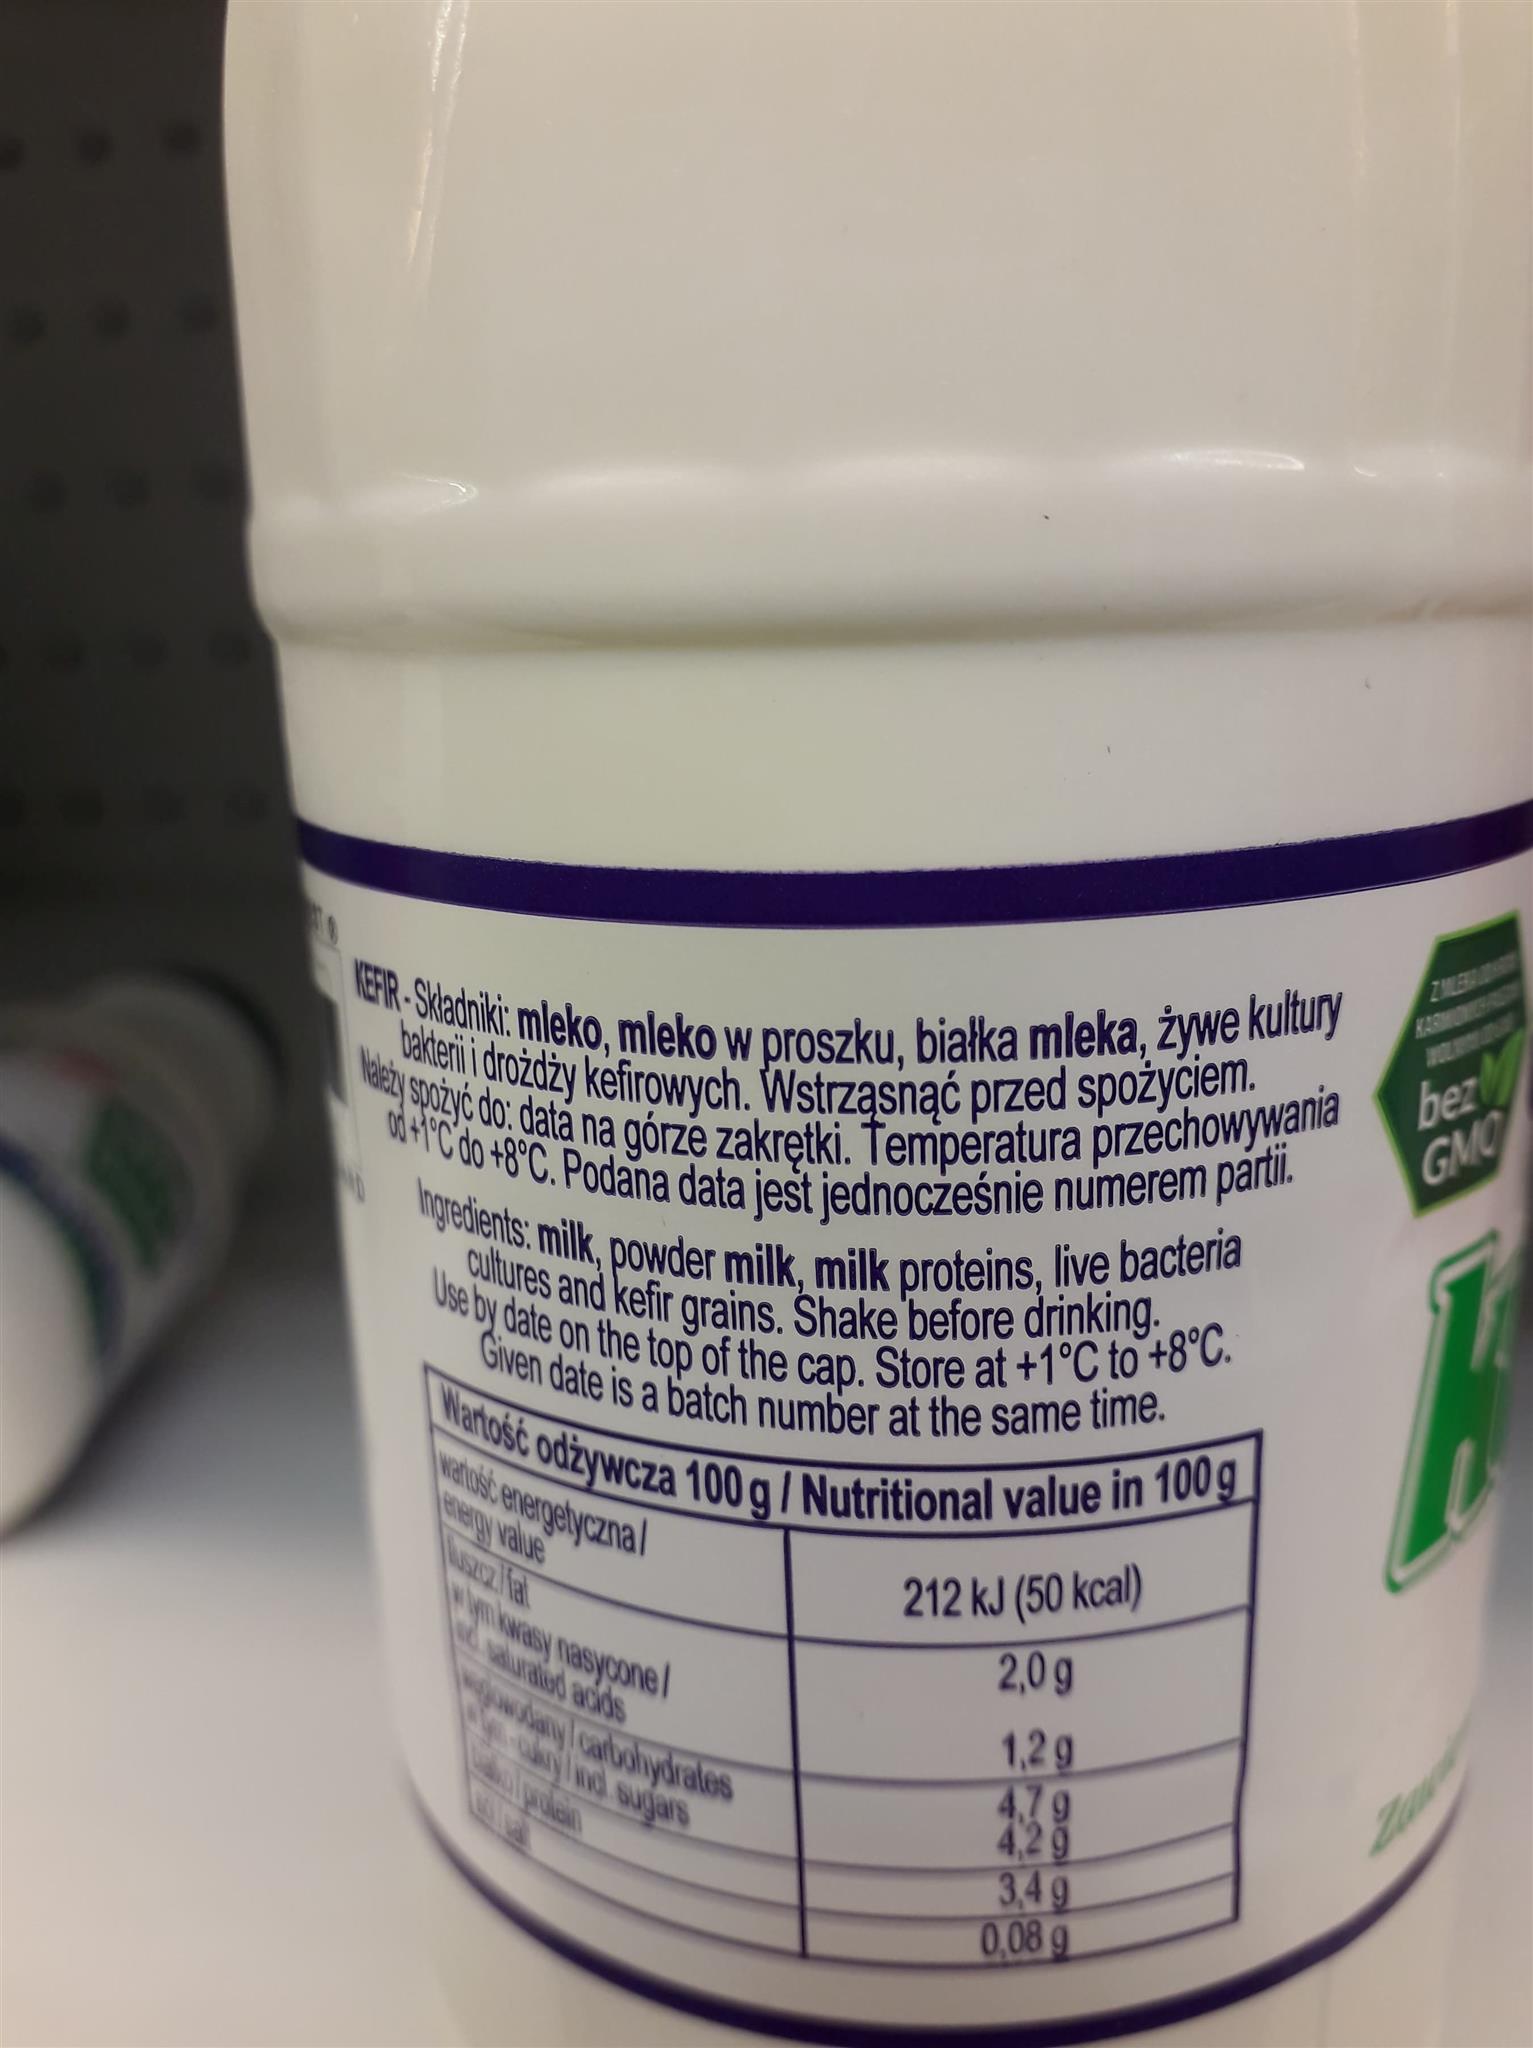 KEFIR - Składniki: mleko, mleko w proszku, białka mleka, żywe kultury
bakterii i drożdży kefirowych. Wstrząsnąć przed spożyciem.
Należy spożyć do: data na górze zakrętki. Temperatura przechowywania
od +1°C do +8°C. Podana data jest jednocześnie numerem partii.
Ingredients: milk, powder milk, milk proteins, live bacteria
cultures and kefir grains. Shake before drinking.
Use by date on the top of the cap. Store at +1°C to +8°C.
Given date is a batch number at the same time.
Wartość odżywcza 100 g / Nutritional value in 100 g
wartość energetyczna /
energy value
212 kJ (50 kcal)
tłuszcz / fat
2,0 g
w tym kwasy nasycone /
incl. saturated acids
1,2 g
węglowodany / carbohydrates
4,7 g
w tym - cukry / incl. sugars
4,2 g
białko / protein
3,4 g
sól / salt
0,08 g
bez
GMO